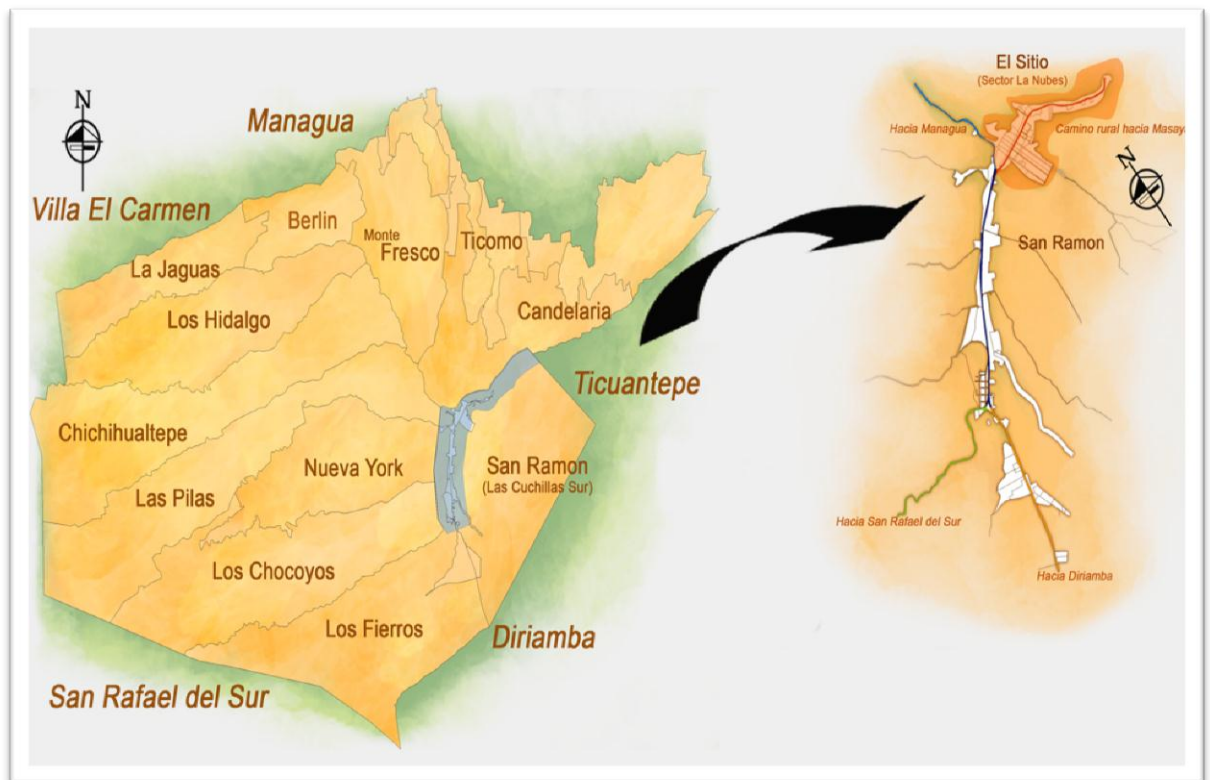 N
Managua
Villa El Carmen
Berlin
Monte
Fresco
Ticomo
La Jaguas
Los Hidalgo
Candelaria
Ticuantepe
Chichihualtepe
Nueva York
San Ramon
(Las Cuchillas Sur)
Las Pilas
Los Chocoyos
Los Fierros
Diriamba
San Rafael del Sur
El Sitio
(Sector La Nubes)
Hacia Managua
Camino rural hacia Masay
N
San Ramon
Hacia San Rafael del Sur
Hacia Diriamba